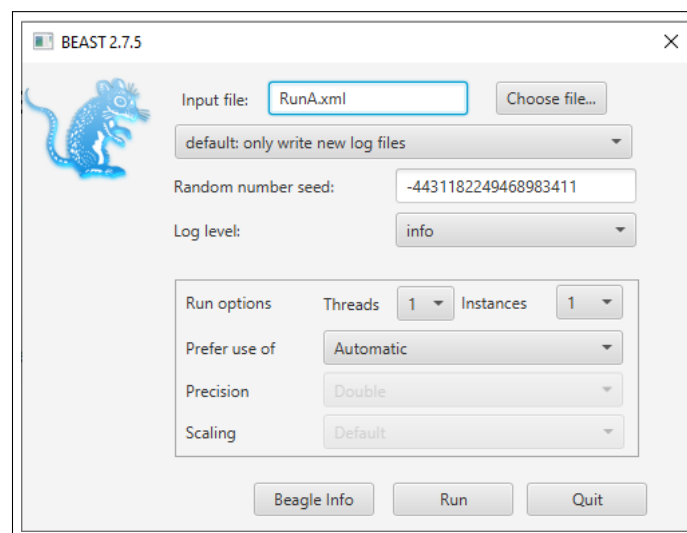 BEAST 2.7.5
Input file: RunA.xml Choose file...
default: only write new log files
Random number seed: -4431182249468983411
Log level: info
Run options Threads 1 Instances 1
Prefer use of Automatic
Precision Double
Scaling Default
Beagle Info Run Quit